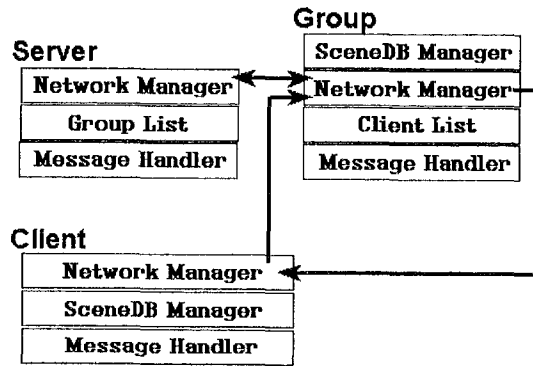 Server
Network Manager
Group List
Message Handler
Group
SceneDB Manager
Network Manager
Client List
Message Handler
Client
Network Manager
SceneDB Manager
Message Handler